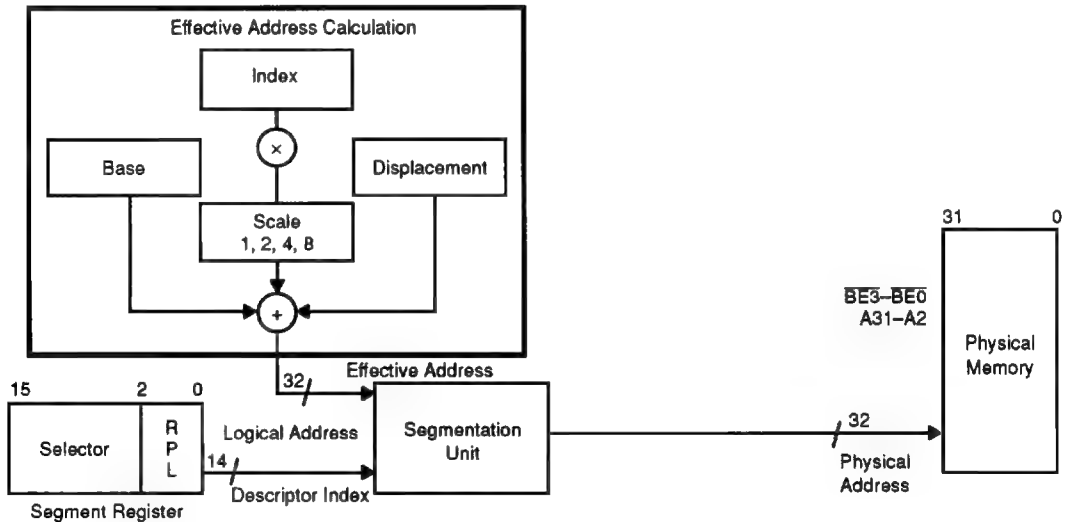 Effective Address Calculation
Index
×
Base
Displacement
Scale
1, 2, 4, 8
+
31 0
BE3–BE0
A31–A2
Physical
Memory
Effective Address
32
15 2 0
Selector
R
P
L
Logical Address
14
Descriptor Index
Segment Register
Segmentation
Unit
32
Physical
Address